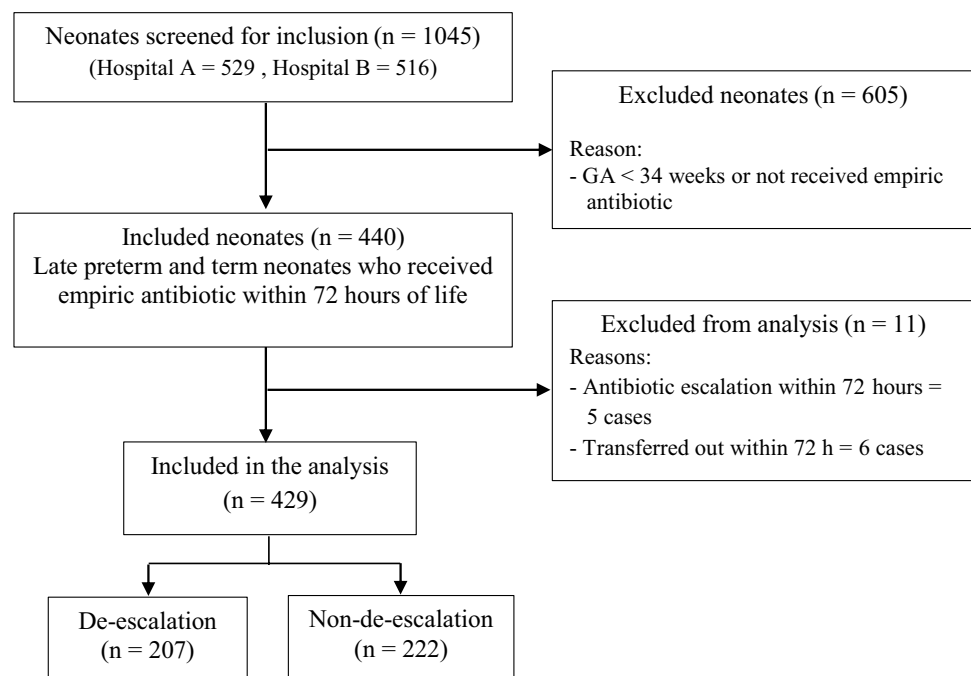 Neonates screened for inclusion (n = 1045)
(Hospital A = 529 , Hospital B = 516)
Excluded neonates (n = 605)
Reason:
- GA < 34 weeks or not received empiric
antibiotic
Included neonates (n = 440)
Late preterm and term neonates who received
empiric antibiotic within 72 hours of life
Excluded from analysis (n = 11)
Reasons:
- Antibiotic escalation within 72 hours =
5 cases
- Transferred out within 72 h = 6 cases
Included in the analysis
(n = 429)
De-escalation
(n = 207)
Non-de-escalation
(n = 222)